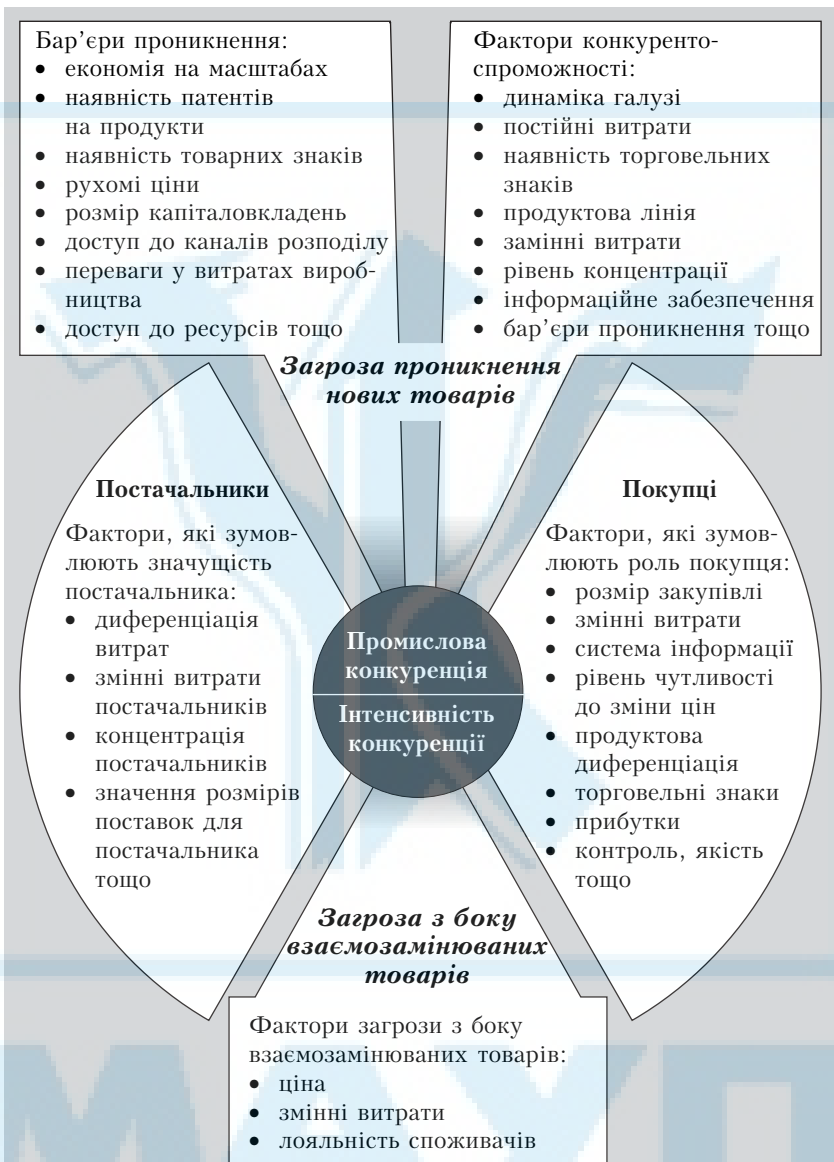 Бар’єри проникнення:
• економія на масштабах
• наявність патентів
на продукти
• наявність товарних знаків
• рухомі ціни
• розмір капіталовкладень
• доступ до каналів розподілу
• переваги у витратах вироб-
ництва
• доступ до ресурсів тощо
Фактори конкуренто-
спроможності:
• динаміка галузі
• постійні витрати
• наявність торговельних
знаків
• продуктова лінія
• замінні витрати
• рівень концентрації
• інформаційне забезпечення
• бар’єри проникнення тощо
Загроза проникнення
нових товарів
Постачальники
Фактори, які зумов-
люють значущість
постачальника:
• диференціація
витрат
• змінні витрати
постачальників
• концентрація
постачальників
• значення розмірів
поставок для
постачальника
тощо
Промислова
конкуренція
Інтенсивність
конкуренції
Покупці
Фактори, які зумов-
люють роль покупця:
• розмір закупівлі
• змінні витрати
• система інформації
• рівень чутливості
до зміни цін
• продуктова
диференціація
• торговельні знаки
• прибутки
• контроль, якість
тощо
Загроза з боку
взаємозамінюваних
товарів
Фактори загрози з боку
взаємозамінюваних товарів:
• ціна
• змінні витрати
• лояльність споживачів
МАУП